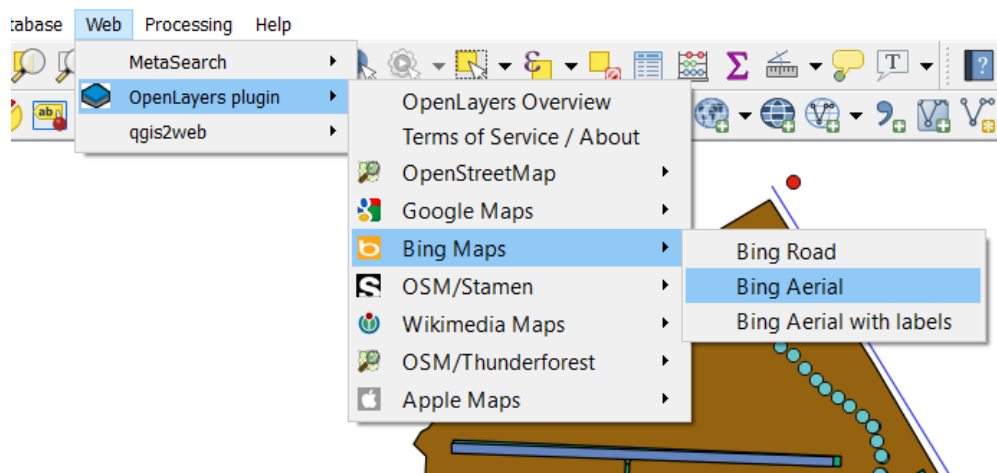 Web Processing Help
MetaSearch
OpenLayers plugin
qgis2web
OpenLayers Overview
Terms of Service / About
OpenStreetMap
Google Maps
Bing Maps
OSM/Stamen
Wikimedia Maps
OSM/Thunderforest
Apple Maps
Bing Road
Bing Aerial
Bing Aerial with labels